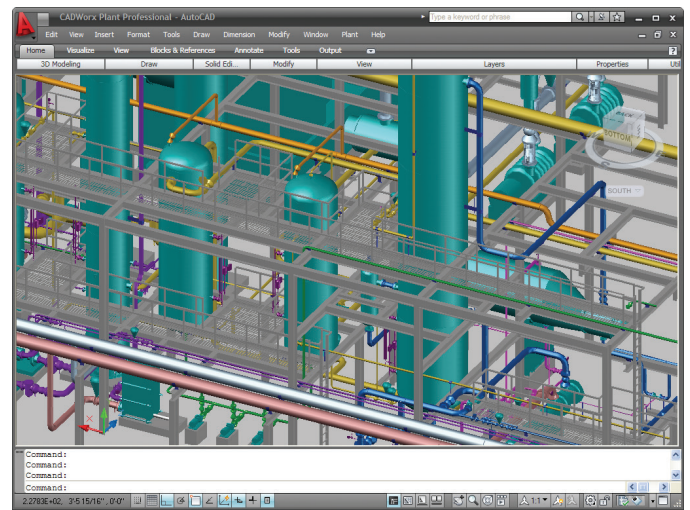 CADWorx Plant Professional - AutoCAD
Type a keyword or phrase
Edit View Insert Format Tools Draw Dimension Modify Window Plant Help
Home Visualize View Blocks & References Annotate Tools Output
3D Modeling Draw Solid Edi... Modify View Layers Properties Util
BACK
BOTTOM
SOUTH
Command:
Command:
Command:
Command:
2.2783E+02, 3'-5 15/16", 0'-0"
1:1